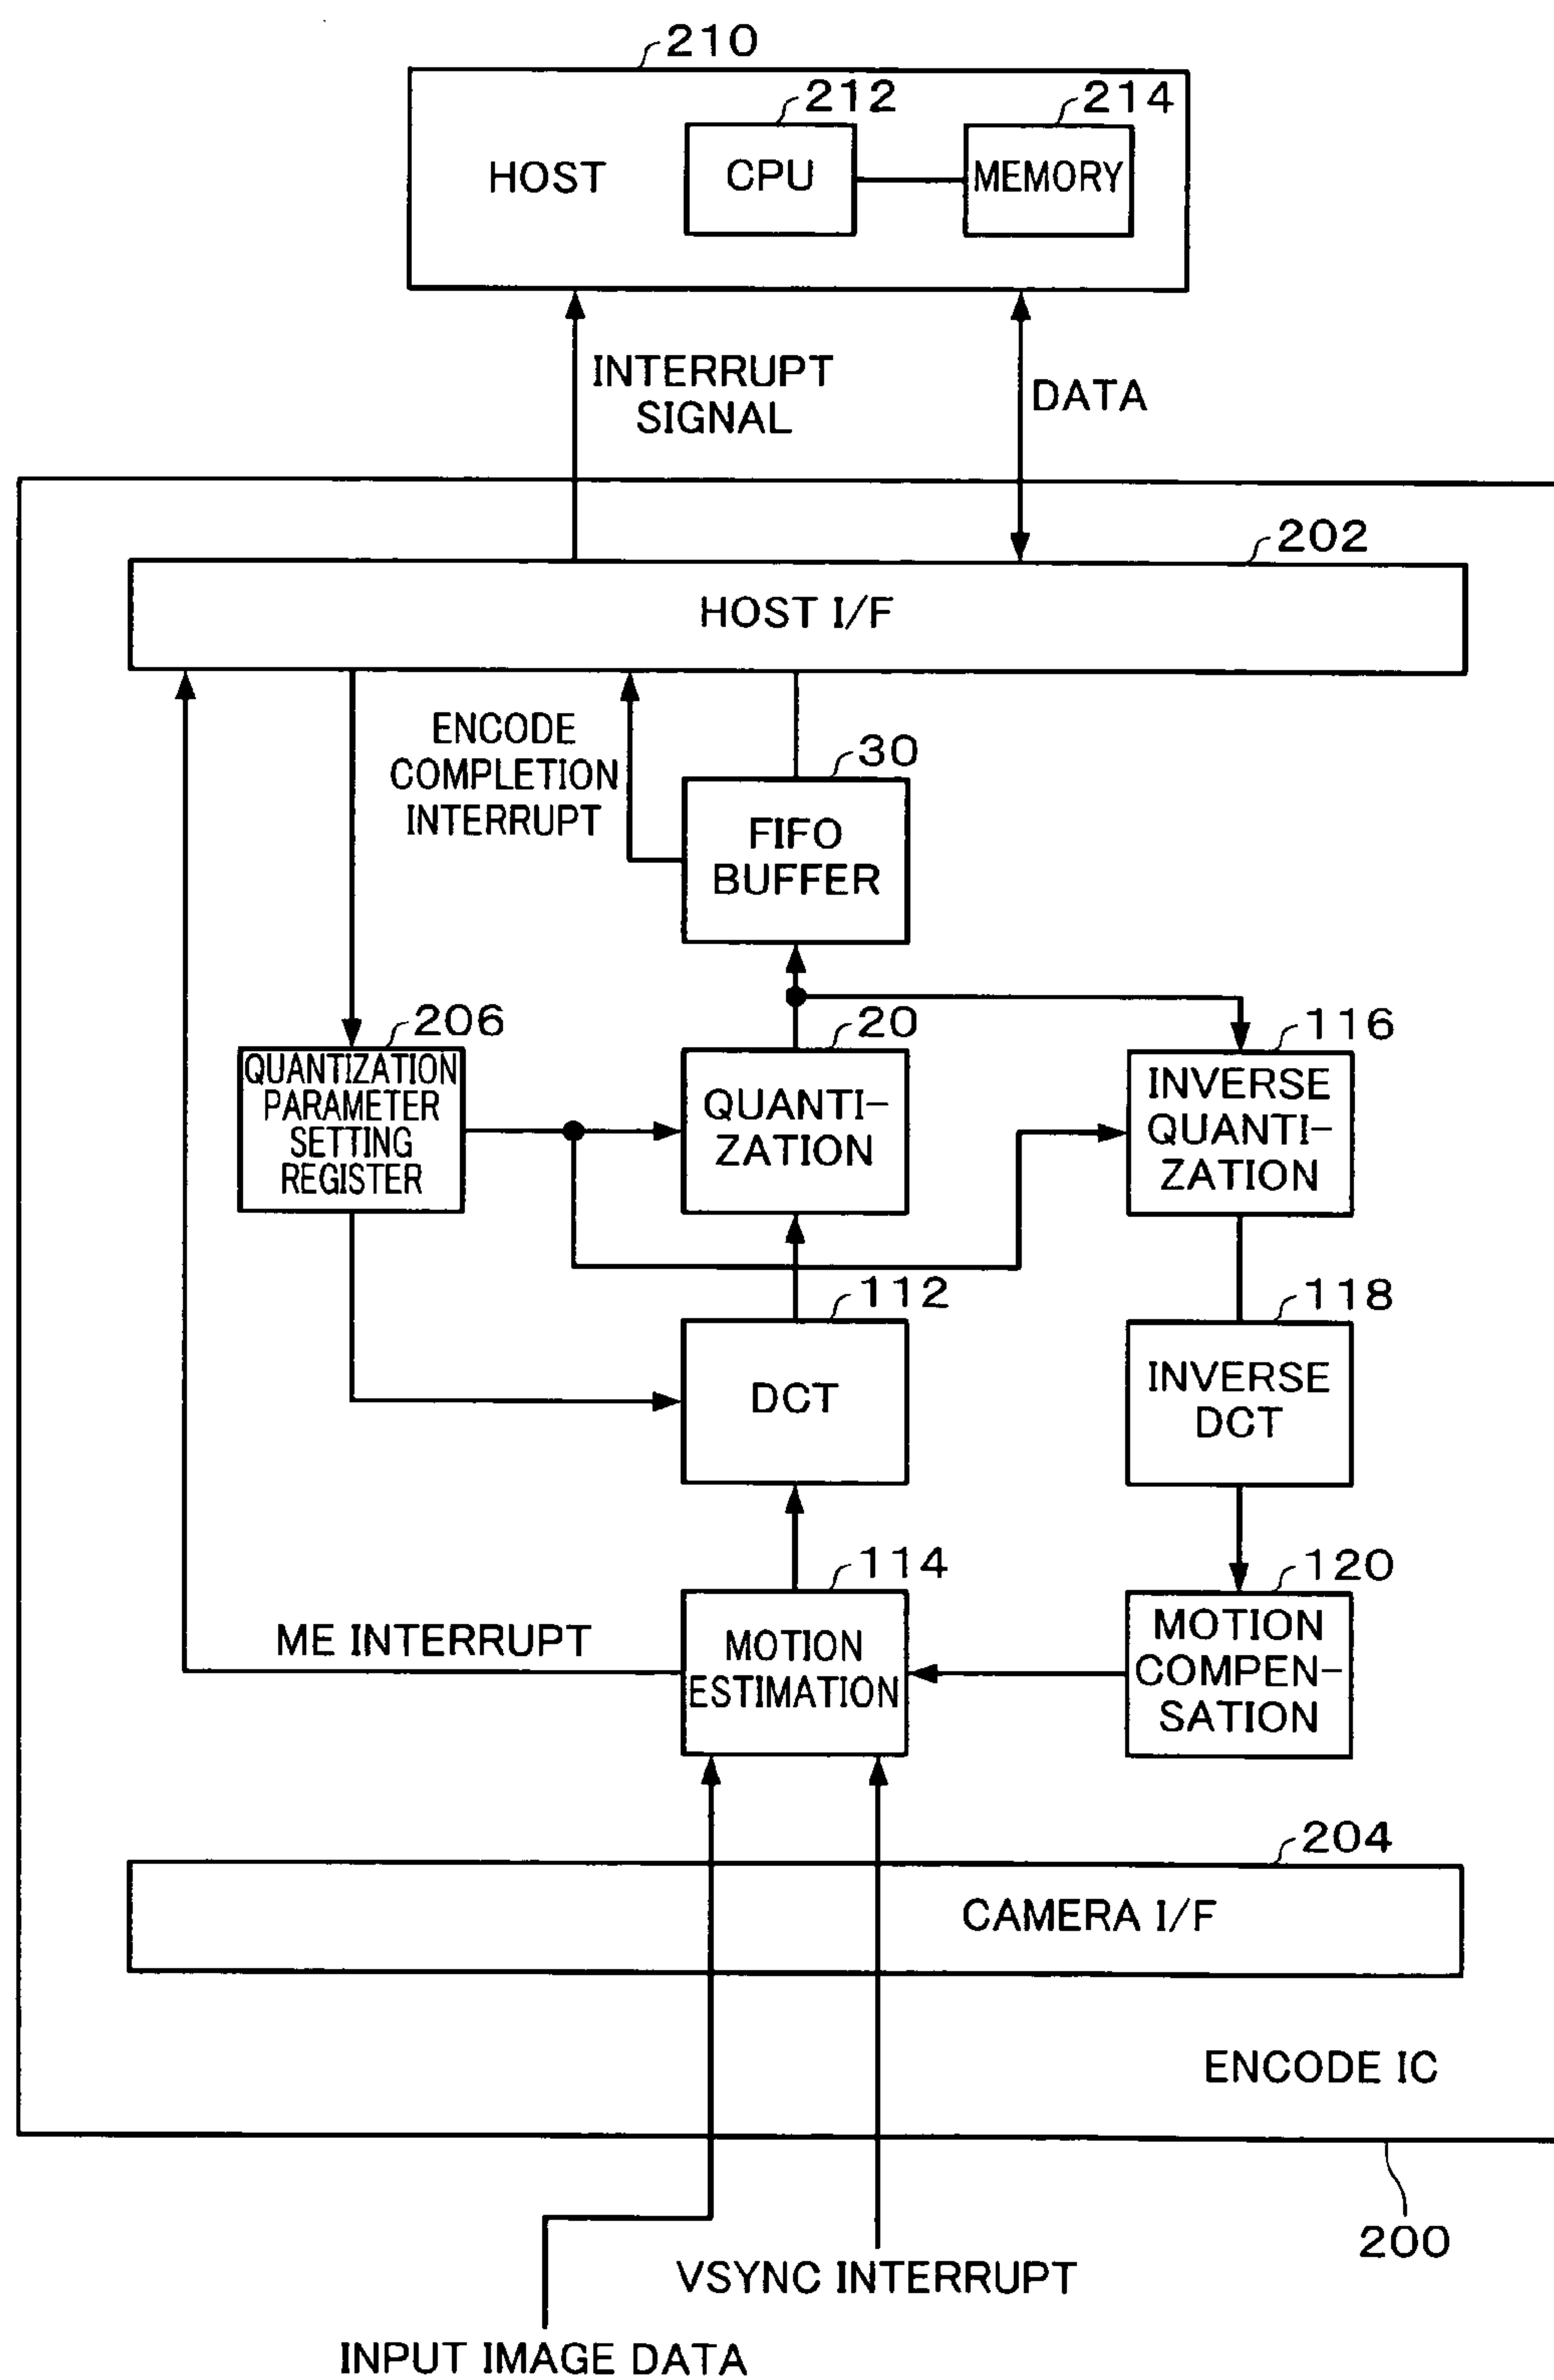 210
212
214
HOST
CPU
MEMORY
INTERRUPT
SIGNAL
DATA
202
HOST I/F
ENCODE
COMPLETION
INTERRUPT
30
FIFO
BUFFER
206
QUANTIZATION
PARAMETER
SETTING
REGISTER
20
QUANTI-
ZATION
116
INVERSE
QUANTI-
ZATION
112
DCT
118
INVERSE
DCT
ME INTERRUPT
114
MOTION
ESTIMATION
120
MOTION
COMPEN-
SATION
204
CAMERA I/F
ENCODE IC
200
VSYNC INTERRUPT
INPUT IMAGE DATA